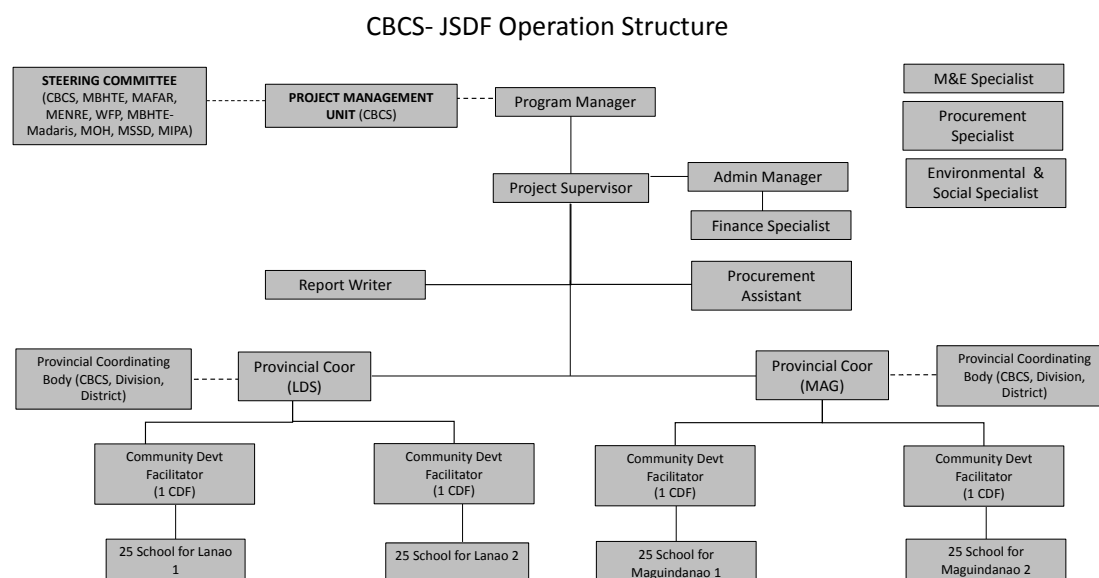 CBCS- JSDF Operation Structure
STEERING COMMITTEE
(CBCS, MBHTE, MAFAR,
MENRE, WFP, MBHTE-
Madaris, MOH, MSSD, MIPA)
PROJECT MANAGEMENT
UNIT (CBCS)
Program Manager
M&E Specialist
Procurement
Specialist
Environmental &
Social Specialist
Project Supervisor
Admin Manager
Finance Specialist
Report Writer
Procurement
Assistant
Provincial Coordinating
Body (CBCS, Division,
District)
Provincial Coor
(LDS)
Provincial Coor
(MAG)
Provincial Coordinating
Body (CBCS, Division,
District)
Community Devt
Facilitator
(1 CDF)
Community Devt
Facilitator
(1 CDF)
Community Devt
Facilitator
(1 CDF)
Community Devt
Facilitator
(1 CDF)
25 School for Lanao
1
25 School for Lanao 2
25 School for
Maguindanao 1
25 School for
Maguindanao 2